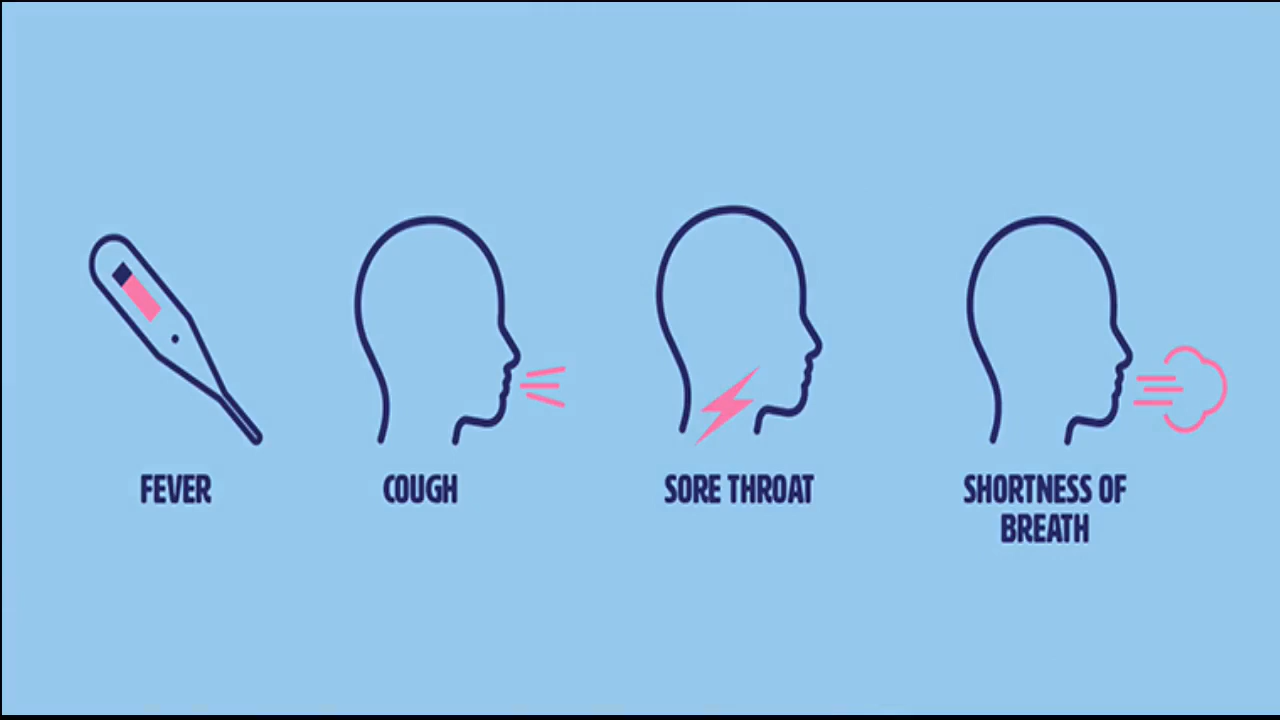 FEVER
COUGH
SORE THROAT
SHORTNESS OF
BREATH